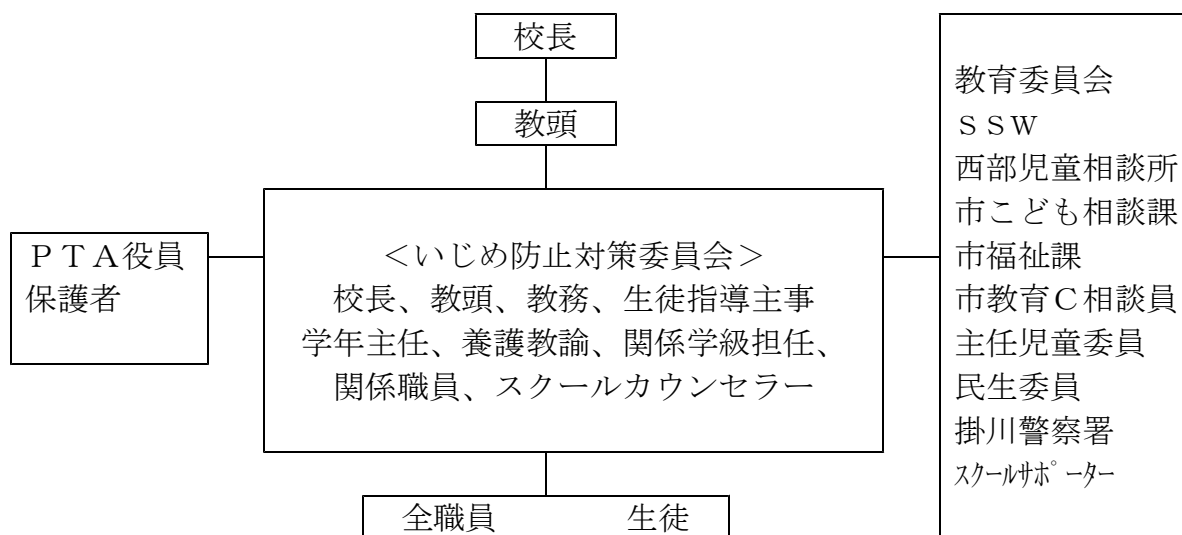 校長
教頭
ＰＴＡ役員
保護者
＜いじめ防止対策委員会＞
校長、教頭、教務、生徒指導主事
学年主任、養護教諭、関係学級担任、
関係職員、スクールカウンセラー
全職員　　　生徒
教育委員会
ＳＳＷ
西部児童相談所
市こども相談課
市福祉課
市教育Ｃ相談員
主任児童委員
民生委員
掛川警察署
ｽｸｰﾙｻﾎﾟｰﾀｰ